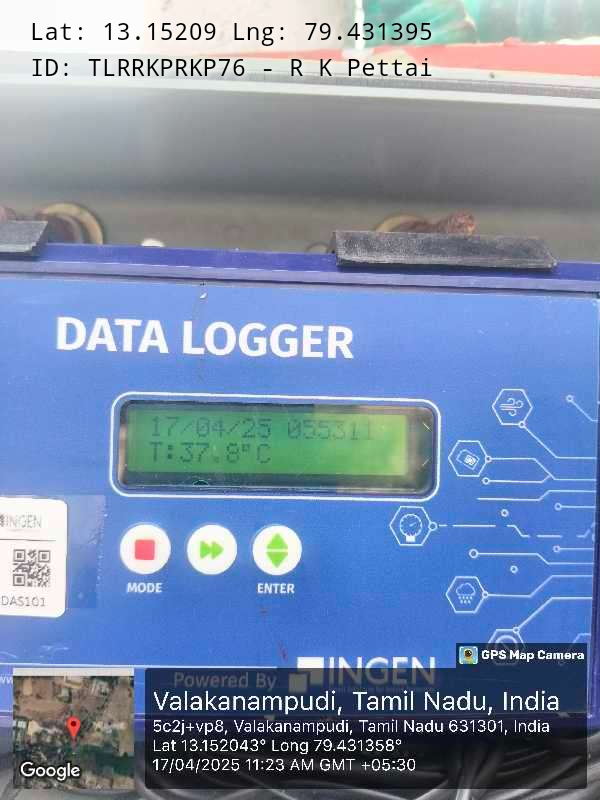 Lat: 13.15209 Lng: 79.431395
ID: TLRRKPRKP76 - R K Pettai
DATA LOGGER
17/04/25 055311
T:37.8°C
INGEN
DAS101
MODE
ENTER
Powered By INGEN
GPS Map Camera
Valakanampudi, Tamil Nadu, India
5c2j+vp8, Valakanampudi, Tamil Nadu 631301, India
Lat 13.152043° Long 79.431358°
17/04/2025 11:23 AM GMT +05:30
Google